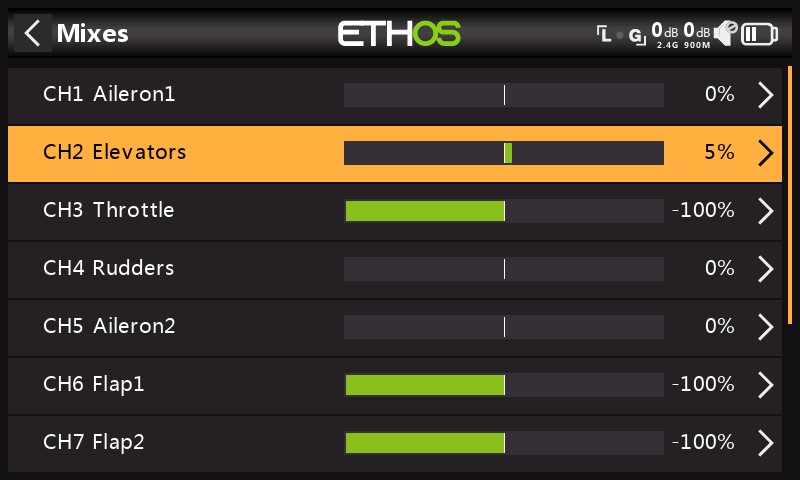 Mixes
ETHOS
L G 0dB 0dB
2.4G 900M
CH1 Aileron1 0%
CH2 Elevators 5%
CH3 Throttle -100%
CH4 Rudders 0%
CH5 Aileron2 0%
CH6 Flap1 -100%
CH7 Flap2 -100%